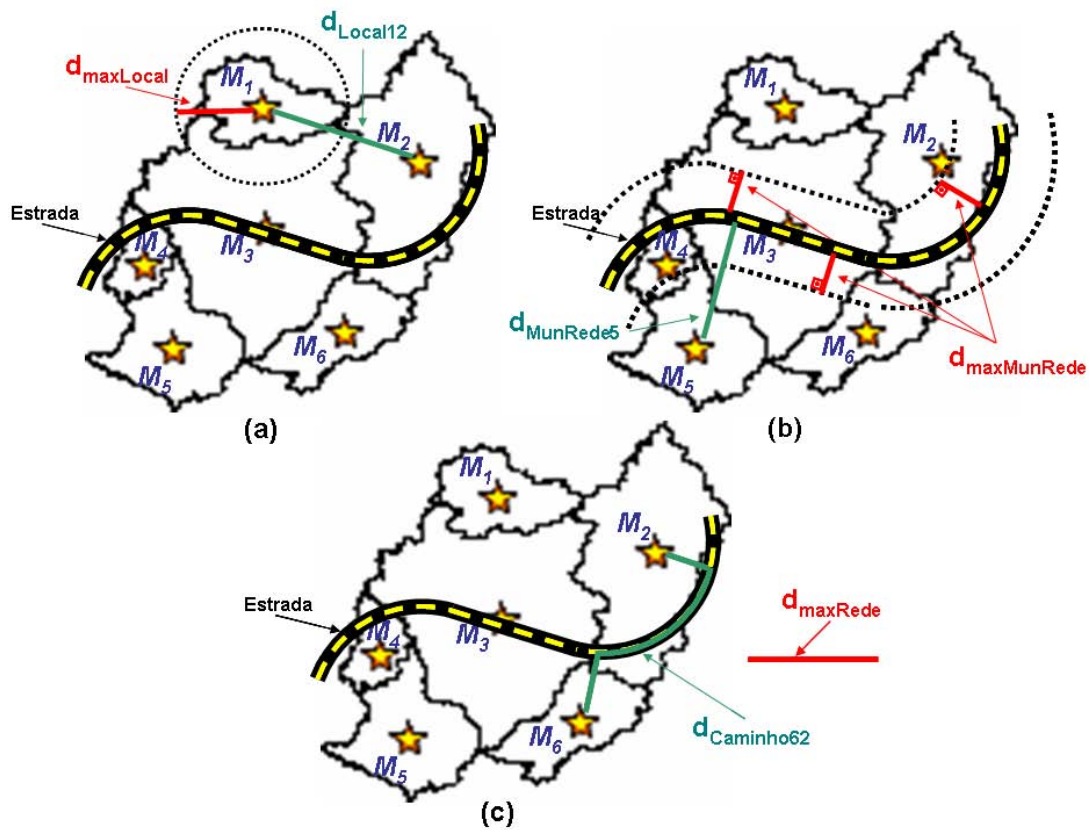 dLocal12
dmaxLocal
M1
M2
Estrada
M4
M3
M6
M5
(a)
M1
M2
Estrada
M4
M3
dMunRede5
M6
dmaxMunRede
M5
(b)
M1
M2
Estrada
M4
M3
dmaxRede
M6
dCaminho62
M5
(c)